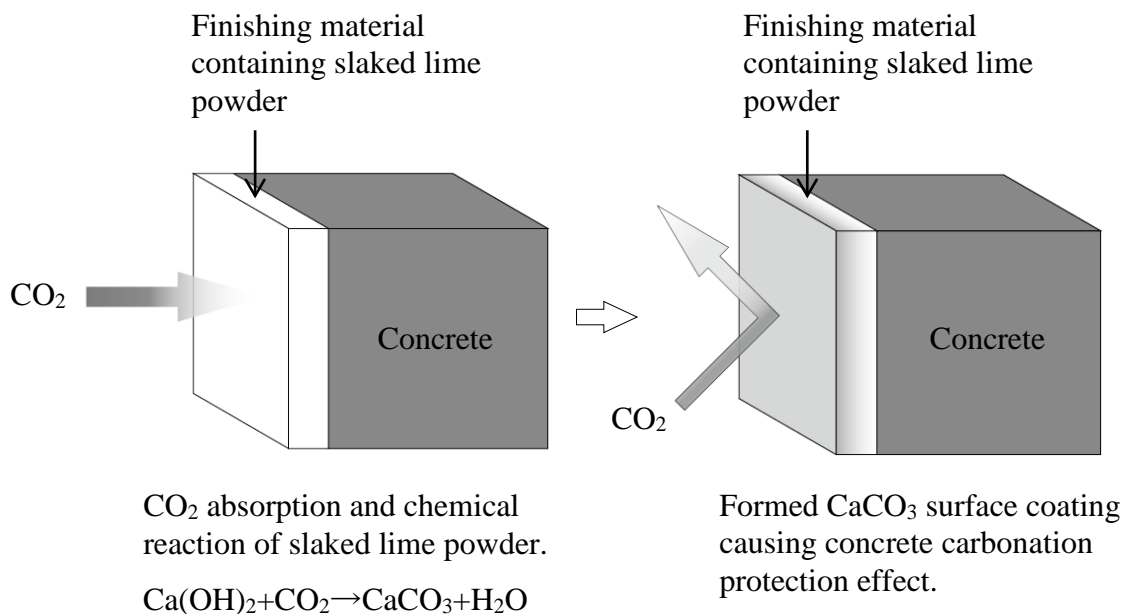 Finishing material
containing slaked lime
powder
CO₂
Concrete
CO₂ absorption and chemical
reaction of slaked lime powder.
Ca(OH)₂+CO₂→CaCO₃+H₂O
Finishing material
containing slaked lime
powder
Concrete
CO₂
Formed CaCO₃ surface coating
causing concrete carbonation
protection effect.